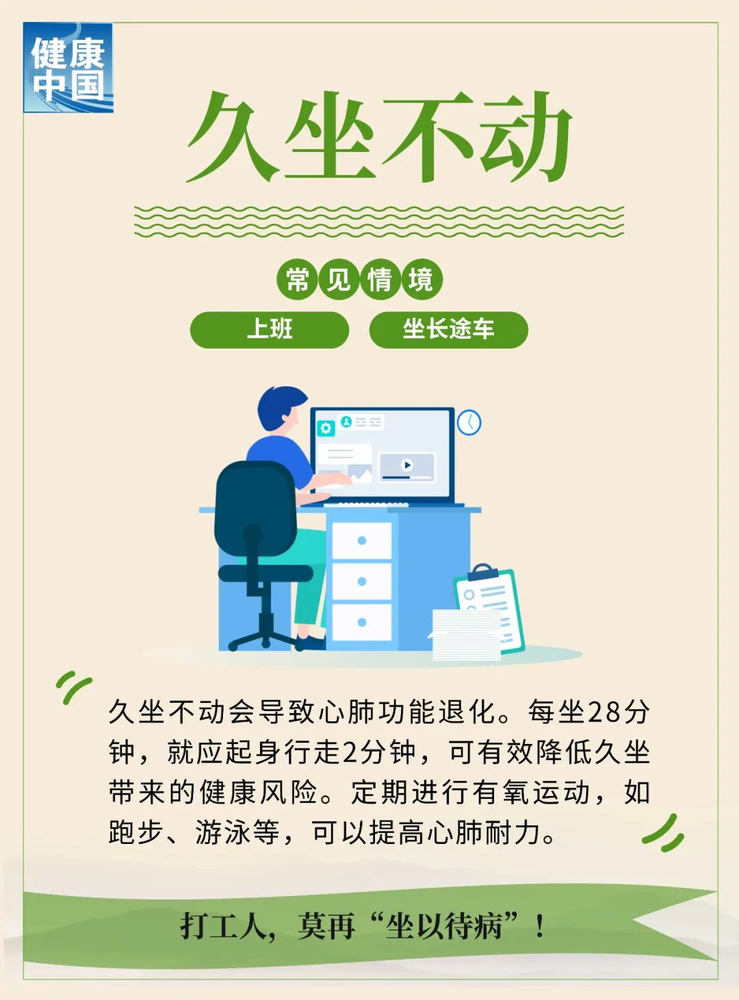 健康
中国
久坐不动
常见情境
上班 坐长途车
久坐不动会导致心肺功能退化。每坐28分
钟，就应起身行走2分钟，可有效降低久坐
带来的健康风险。定期进行有氧运动，如
跑步、游泳等，可以提高心肺耐力。
打工人，莫再“坐以待病”！